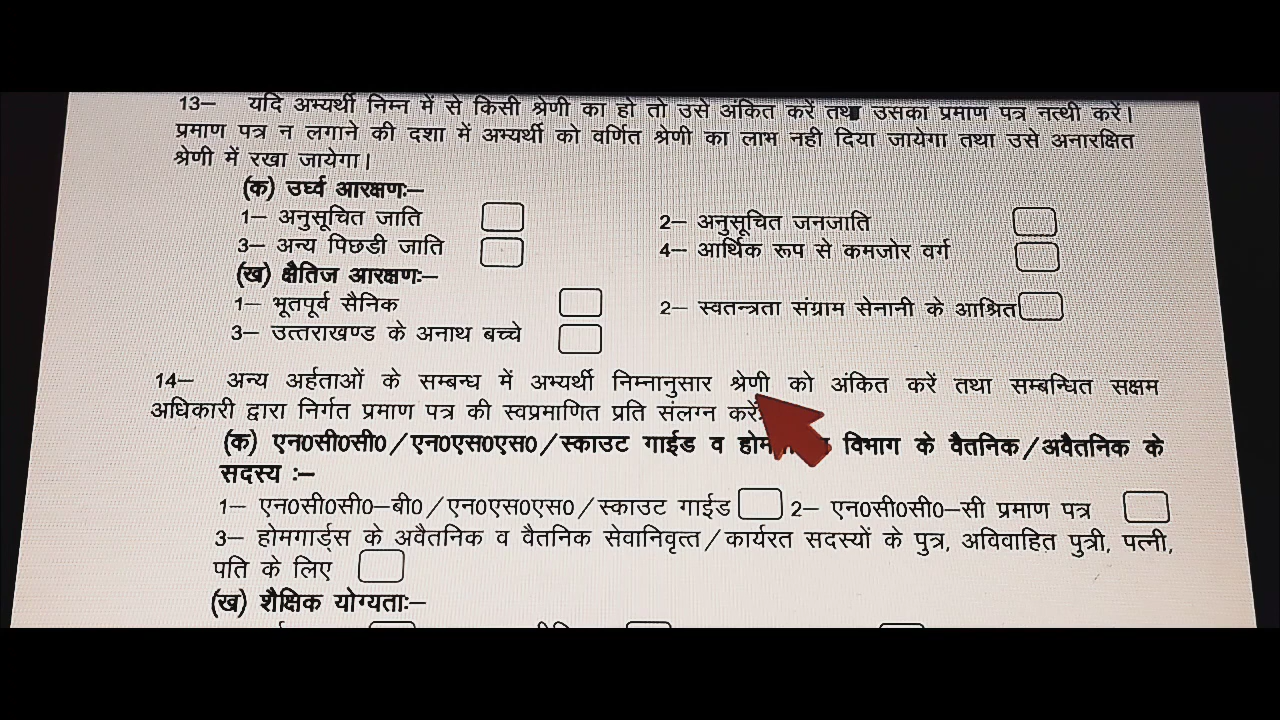 13— यदि अभ्यर्थी निम्न में से किसी श्रेणी का हो तो उसे अंकित करें तथा उसका प्रमाण पत्र नत्थी करें।
प्रमाण पत्र न लगाने की दशा में अभ्यर्थी को वर्णित श्रेणी का लाभ नही दिया जायेगा तथा उसे अनारक्षित
श्रेणी में रखा जायेगा।
(क) उर्घ्व आरक्षणः—
1— अनुसूचित जाति 2— अनुसूचित जनजाति
3— अन्य पिछडी जाति 4— आर्थिक रूप से कमजोर वर्ग
(ख) क्षैतिज आरक्षणः—
1— भूतपूर्व सैनिक 2— स्वतन्त्रता संग्राम सेनानी के आश्रित
3— उत्तराखण्ड के अनाथ बच्चे
14— अन्य अर्हताओं के सम्बन्ध में अभ्यर्थी निम्नानुसार श्रेणी को अंकित करें तथा सम्बन्धित सक्षम
अधिकारी द्वारा निर्गत प्रमाण पत्र की स्वप्रमाणित प्रति संलग्न करें
(क) एन0सी0सी0/एन0एस0एस0/स्काउट गाईड व विभाग के वैतनिक/अवैतनिक के
सदस्य :—
1— एन0सी0सी0—बी0/एन0एस0एस0/स्काउट गाईड 2— एन0सी0सी0—सी प्रमाण पत्र
3— होमगार्ड्स के अवैतनिक व वैतनिक सेवानिवृत्त/कार्यरत सदस्यों के पुत्र, अविवाहित पुत्री, पत्नी,
पति के लिए
(ख) शैक्षिक योग्यताः—